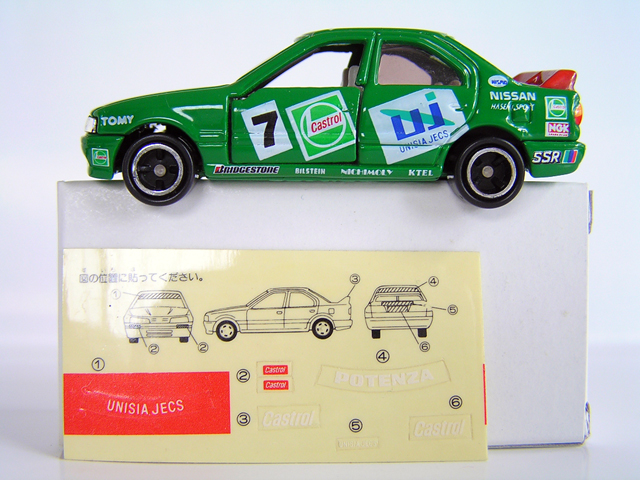 TOMY
7
Castrol
UJ
UNISIA JECS
NISSAN
HASEMI SPORT
NGK
SSR
BRIDGESTONE
BILSTEIN
NICHIMOLY
KTEL
図の位置に貼ってください。
① ③ ④
② ② ⑤
⑥
①
UNISIA JECS
② Castrol
Castrol
④
POTENZA
③ Castrol
⑤
⑥
Castrol